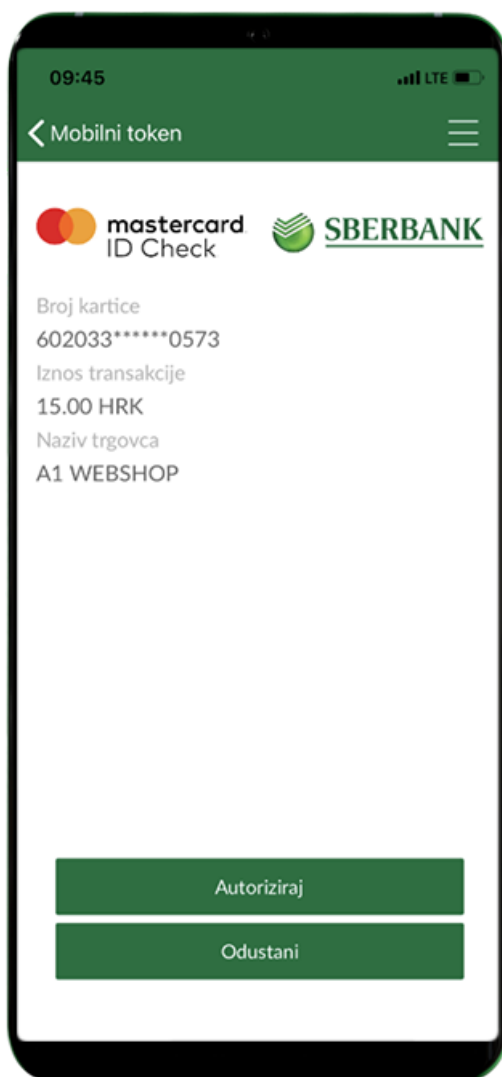 09:45
LTE
Mobilni token
mastercard
ID Check
SBERBANK
Broj kartice
602033******0573
Iznos transakcije
15.00 HRK
Naziv trgovca
A1 WEBSHOP
Autoriziraj
Odustani